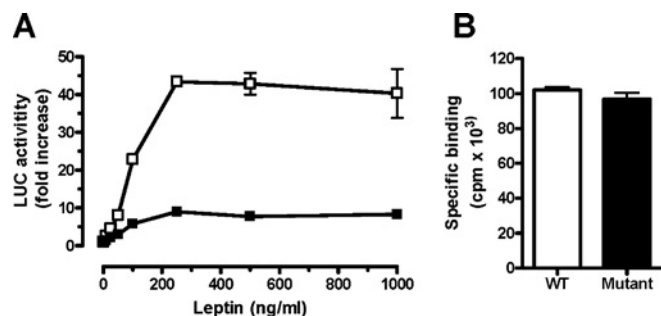 A
LUC activitity
(fold increase)
50
40
30
20
10
0
0 200 400 600 800 1000
Leptin (ng/ml)
B
Specific binding
(cpm x 10³)
120
100
80
60
40
20
0
WT Mutant